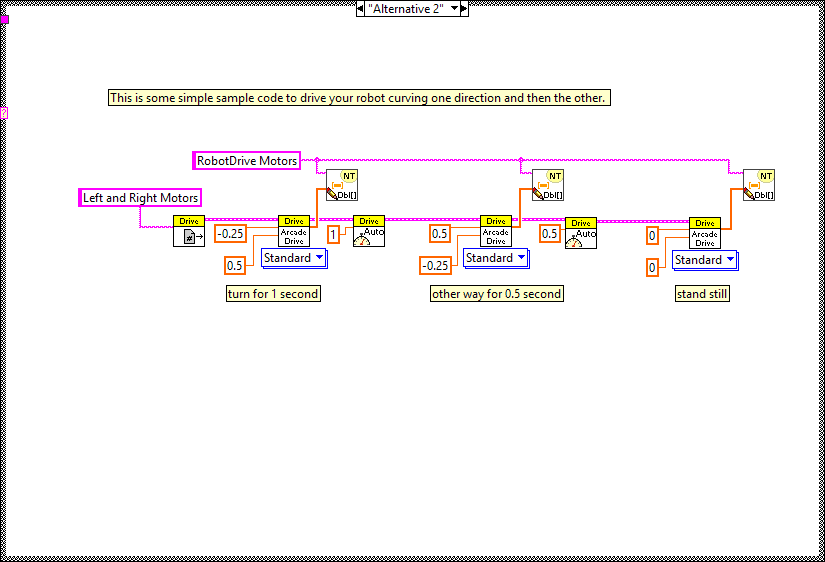 "Alternative 2"
This is some simple sample code to drive your robot curving one direction and then the other.
?
RobotDrive Motors
NT
Dbl[]
NT
Dbl[]
NT
Dbl[]
Left and Right Motors
Drive
#
-0.25
0.5
Drive
Arcade
Drive
Standard
1
Drive
Auto
0.5
-0.25
Drive
Arcade
Drive
Standard
0.5
Drive
Auto
0
0
Drive
Arcade
Drive
Standard
turn for 1 second
other way for 0.5 second
stand still